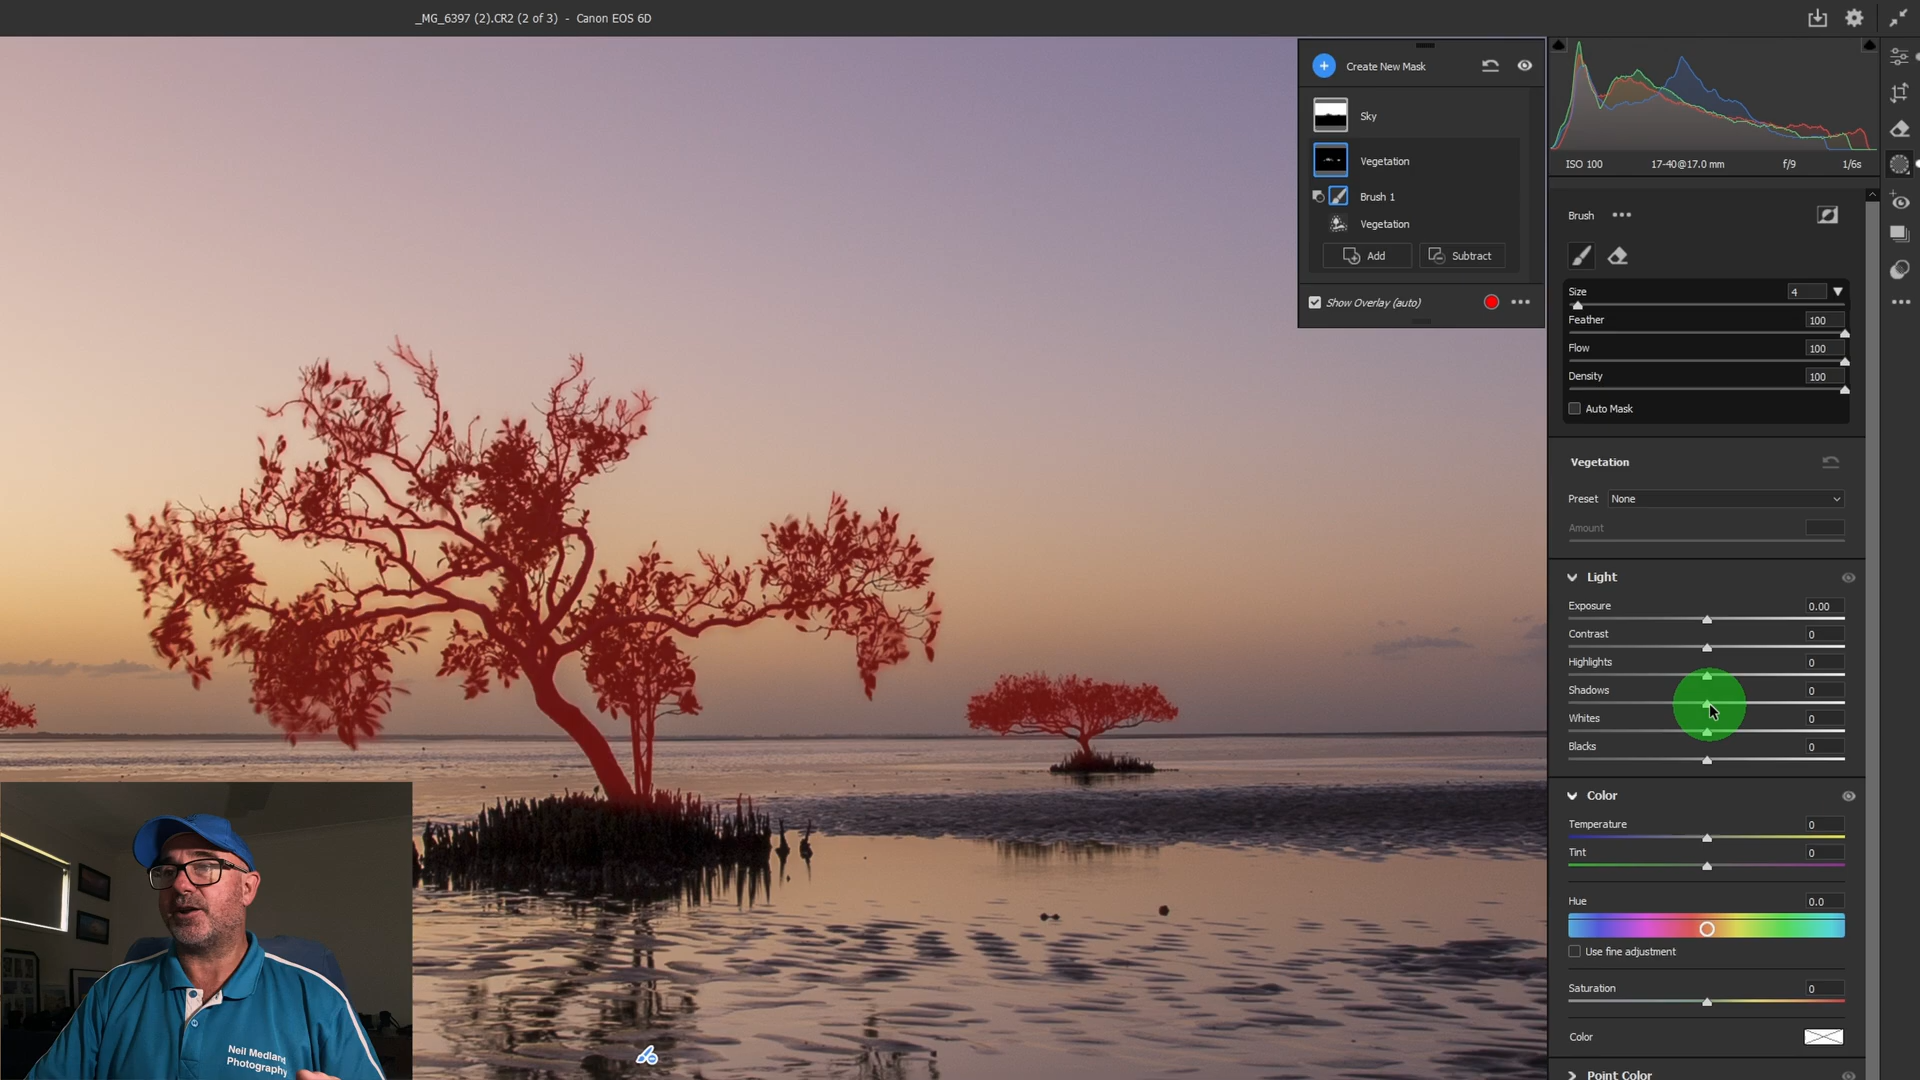 _MG_6397 (2).CR2 (2 of 3) - Canon EOS 6D
Create New Mask
Sky
Vegetation
Brush 1
Vegetation
Add
Subtract
Show Overlay (auto)
ISO 100
17-40@17.0 mm
f/9
1/6s
Brush
Size
4
Feather
100
Flow
100
Density
100
Auto Mask
Vegetation
Preset
None
Amount
Light
Exposure
0.00
Contrast
0
Highlights
0
Shadows
0
Whites
0
Blacks
0
Color
Temperature
0
Tint
0
Hue
0.0
Use fine adjustment
Saturation
0
Color
Point Color
Neil Medland
Photography